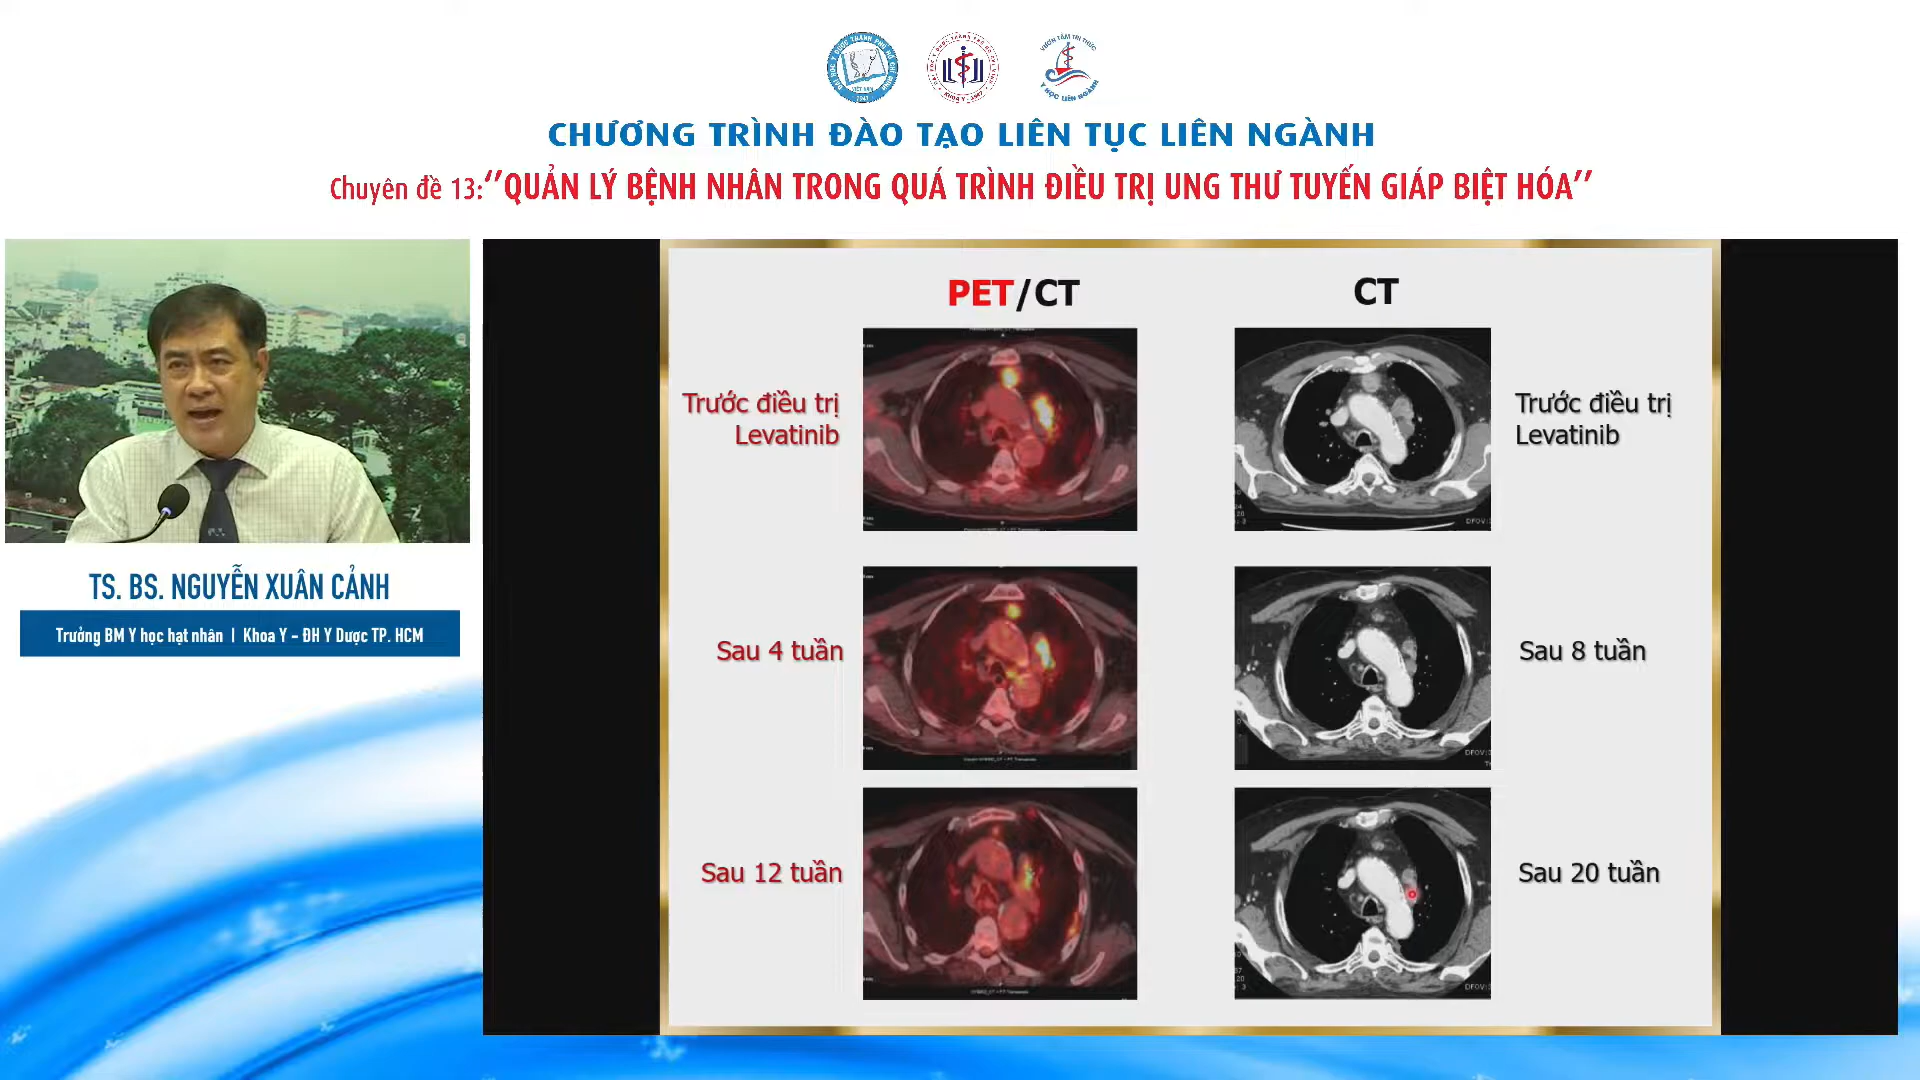 CHƯƠNG TRÌNH ĐÀO TẠO LIÊN TỤC LIÊN NGÀNH
Chuyên đề 13:‘’QUẢN LÝ BỆNH NHÂN TRONG QUÁ TRÌNH ĐIỀU TRỊ UNG THƯ TUYẾN GIÁP BIỆT HÓA’’
TS. BS. NGUYỄN XUÂN CẢNH
Trưởng BM Y học hạt nhân | Khoa Y - ĐH Y Dược TP. HCM
PET/CT
CT
Trước điều trị
Levatinib
Trước điều trị
Levatinib
Sau 4 tuần
Sau 8 tuần
Sau 12 tuần
Sau 20 tuần